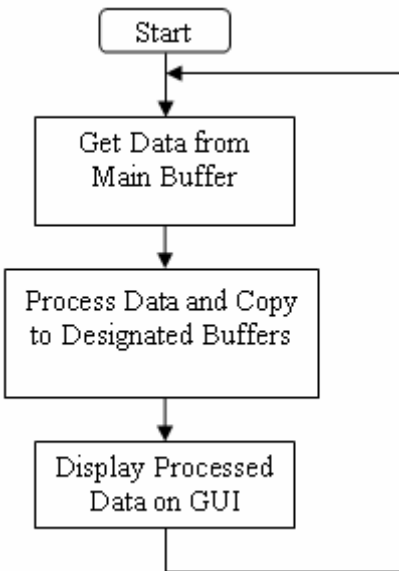 Start
Get Data from
Main Buffer
Process Data and Copy
to Designated Buffers
Display Processed
Data on GUI